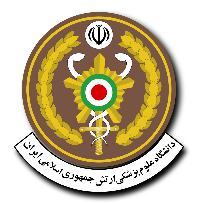 دانشگاه علوم پزشکی ارتش جمهوری اسلامی ایران